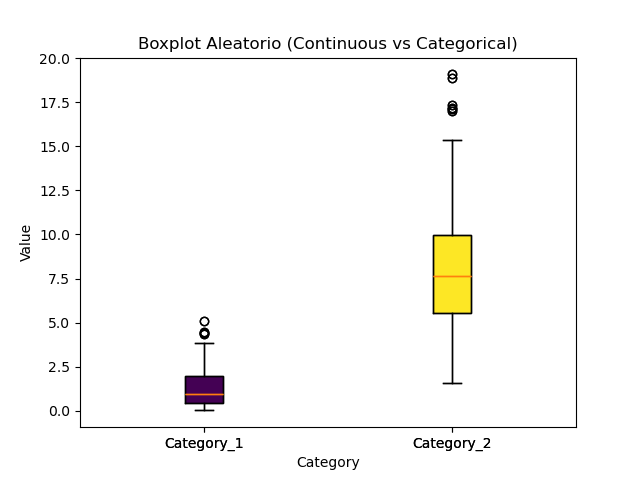 Boxplot Aleatorio (Continuous vs Categorical)
20.0
17.5
15.0
12.5
10.0
7.5
5.0
2.5
0.0
Value
Category_1
Category_2
Category